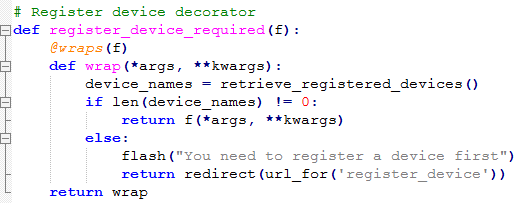 # Register device decorator
def register_device_required(f):
    @wraps(f)
    def wrap(*args, **kwargs):
        device_names = retrieve_registered_devices()
        if len(device_names) != 0:
            return f(*args, **kwargs)
        else:
            flash("You need to register a device first")
            return redirect(url_for('register_device'))
    return wrap